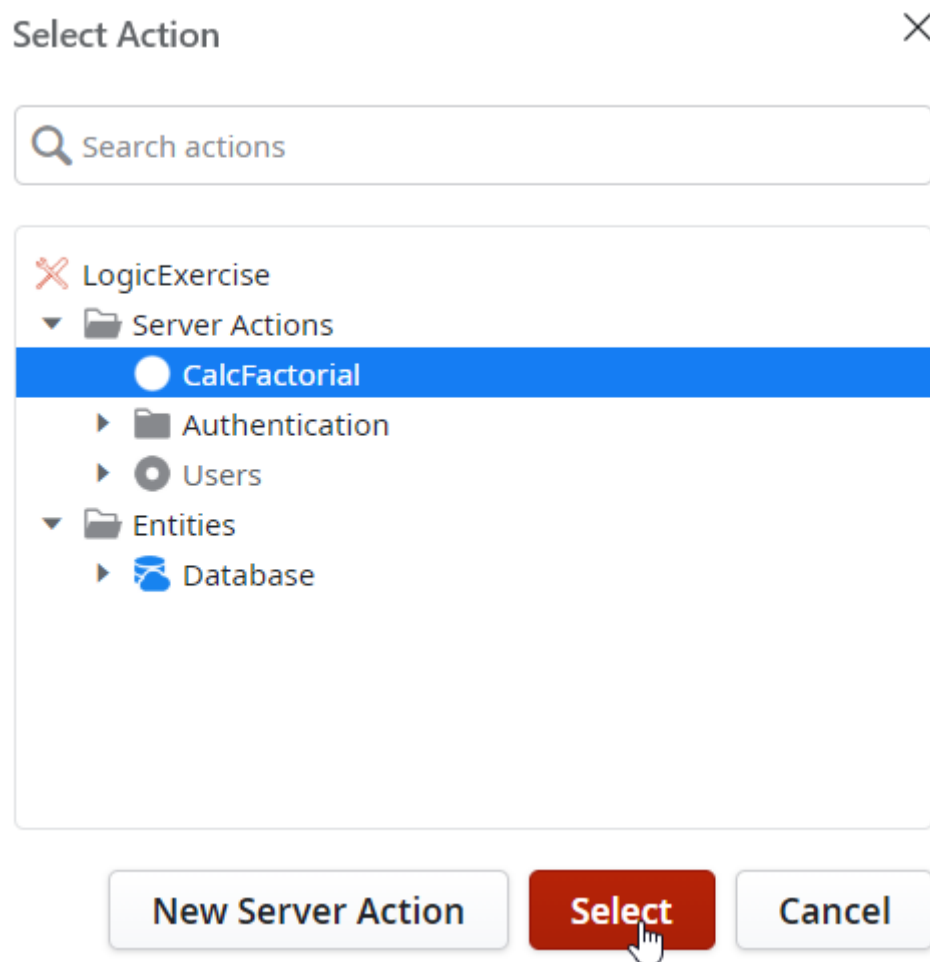 Select Action
Search actions
LogicExercise
Server Actions
CalcFactorial
Authentication
Users
Entities
Database
New Server Action
Select
Cancel